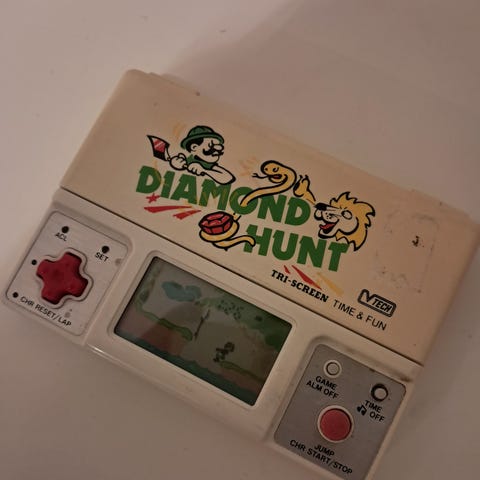 DIAMOND
HUNT
TRI-SCREEN TIME & FUN
VTECH
ACL
SET
CHR RESET/LAP
GAME
ALM OFF
TIME
OFF
JUMP
CHR START/STOP